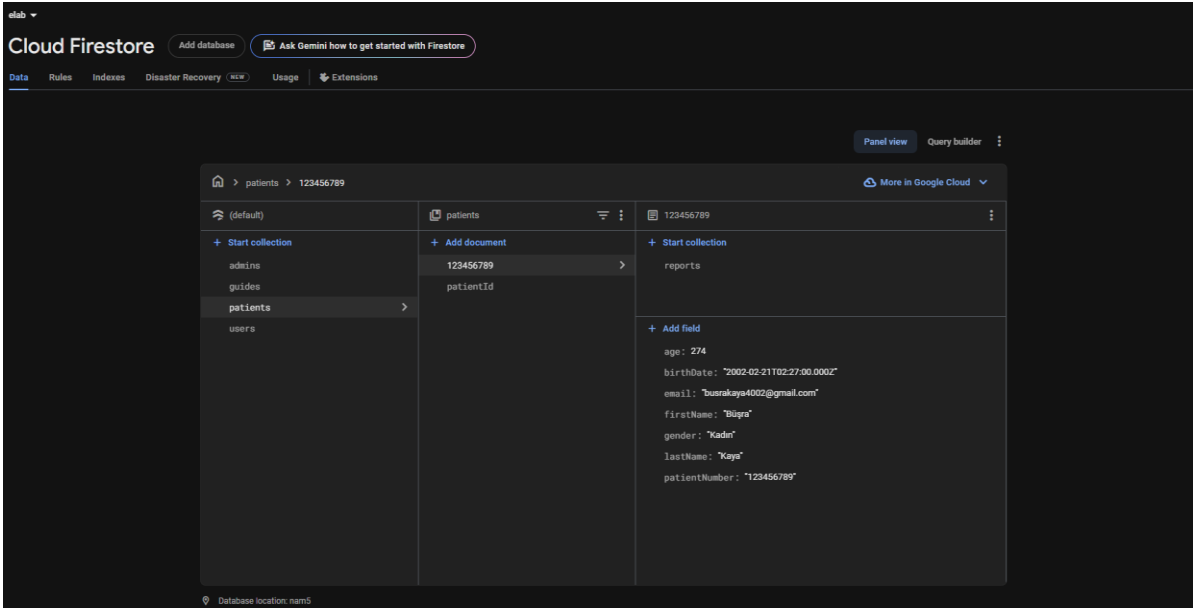 elab
Cloud Firestore
Add database
Ask Gemini how to get started with Firestore
Data
Rules
Indexes
Disaster Recovery
NEW
Usage
Extensions
Panel view
Query builder
patients
123456789
More in Google Cloud
(default)
patients
123456789
+ Start collection
+ Add document
+ Start collection
admins
123456789
reports
guides
patientId
patients
users
+ Add field
age: 274
birthDate: "2002-02-21T02:27:00.000Z"
email: "busrakaya4002@gmail.com"
firstName: "Büşra"
gender: "Kadın"
lastName: "Kaya"
patientNumber: "123456789"
Database location: nam5